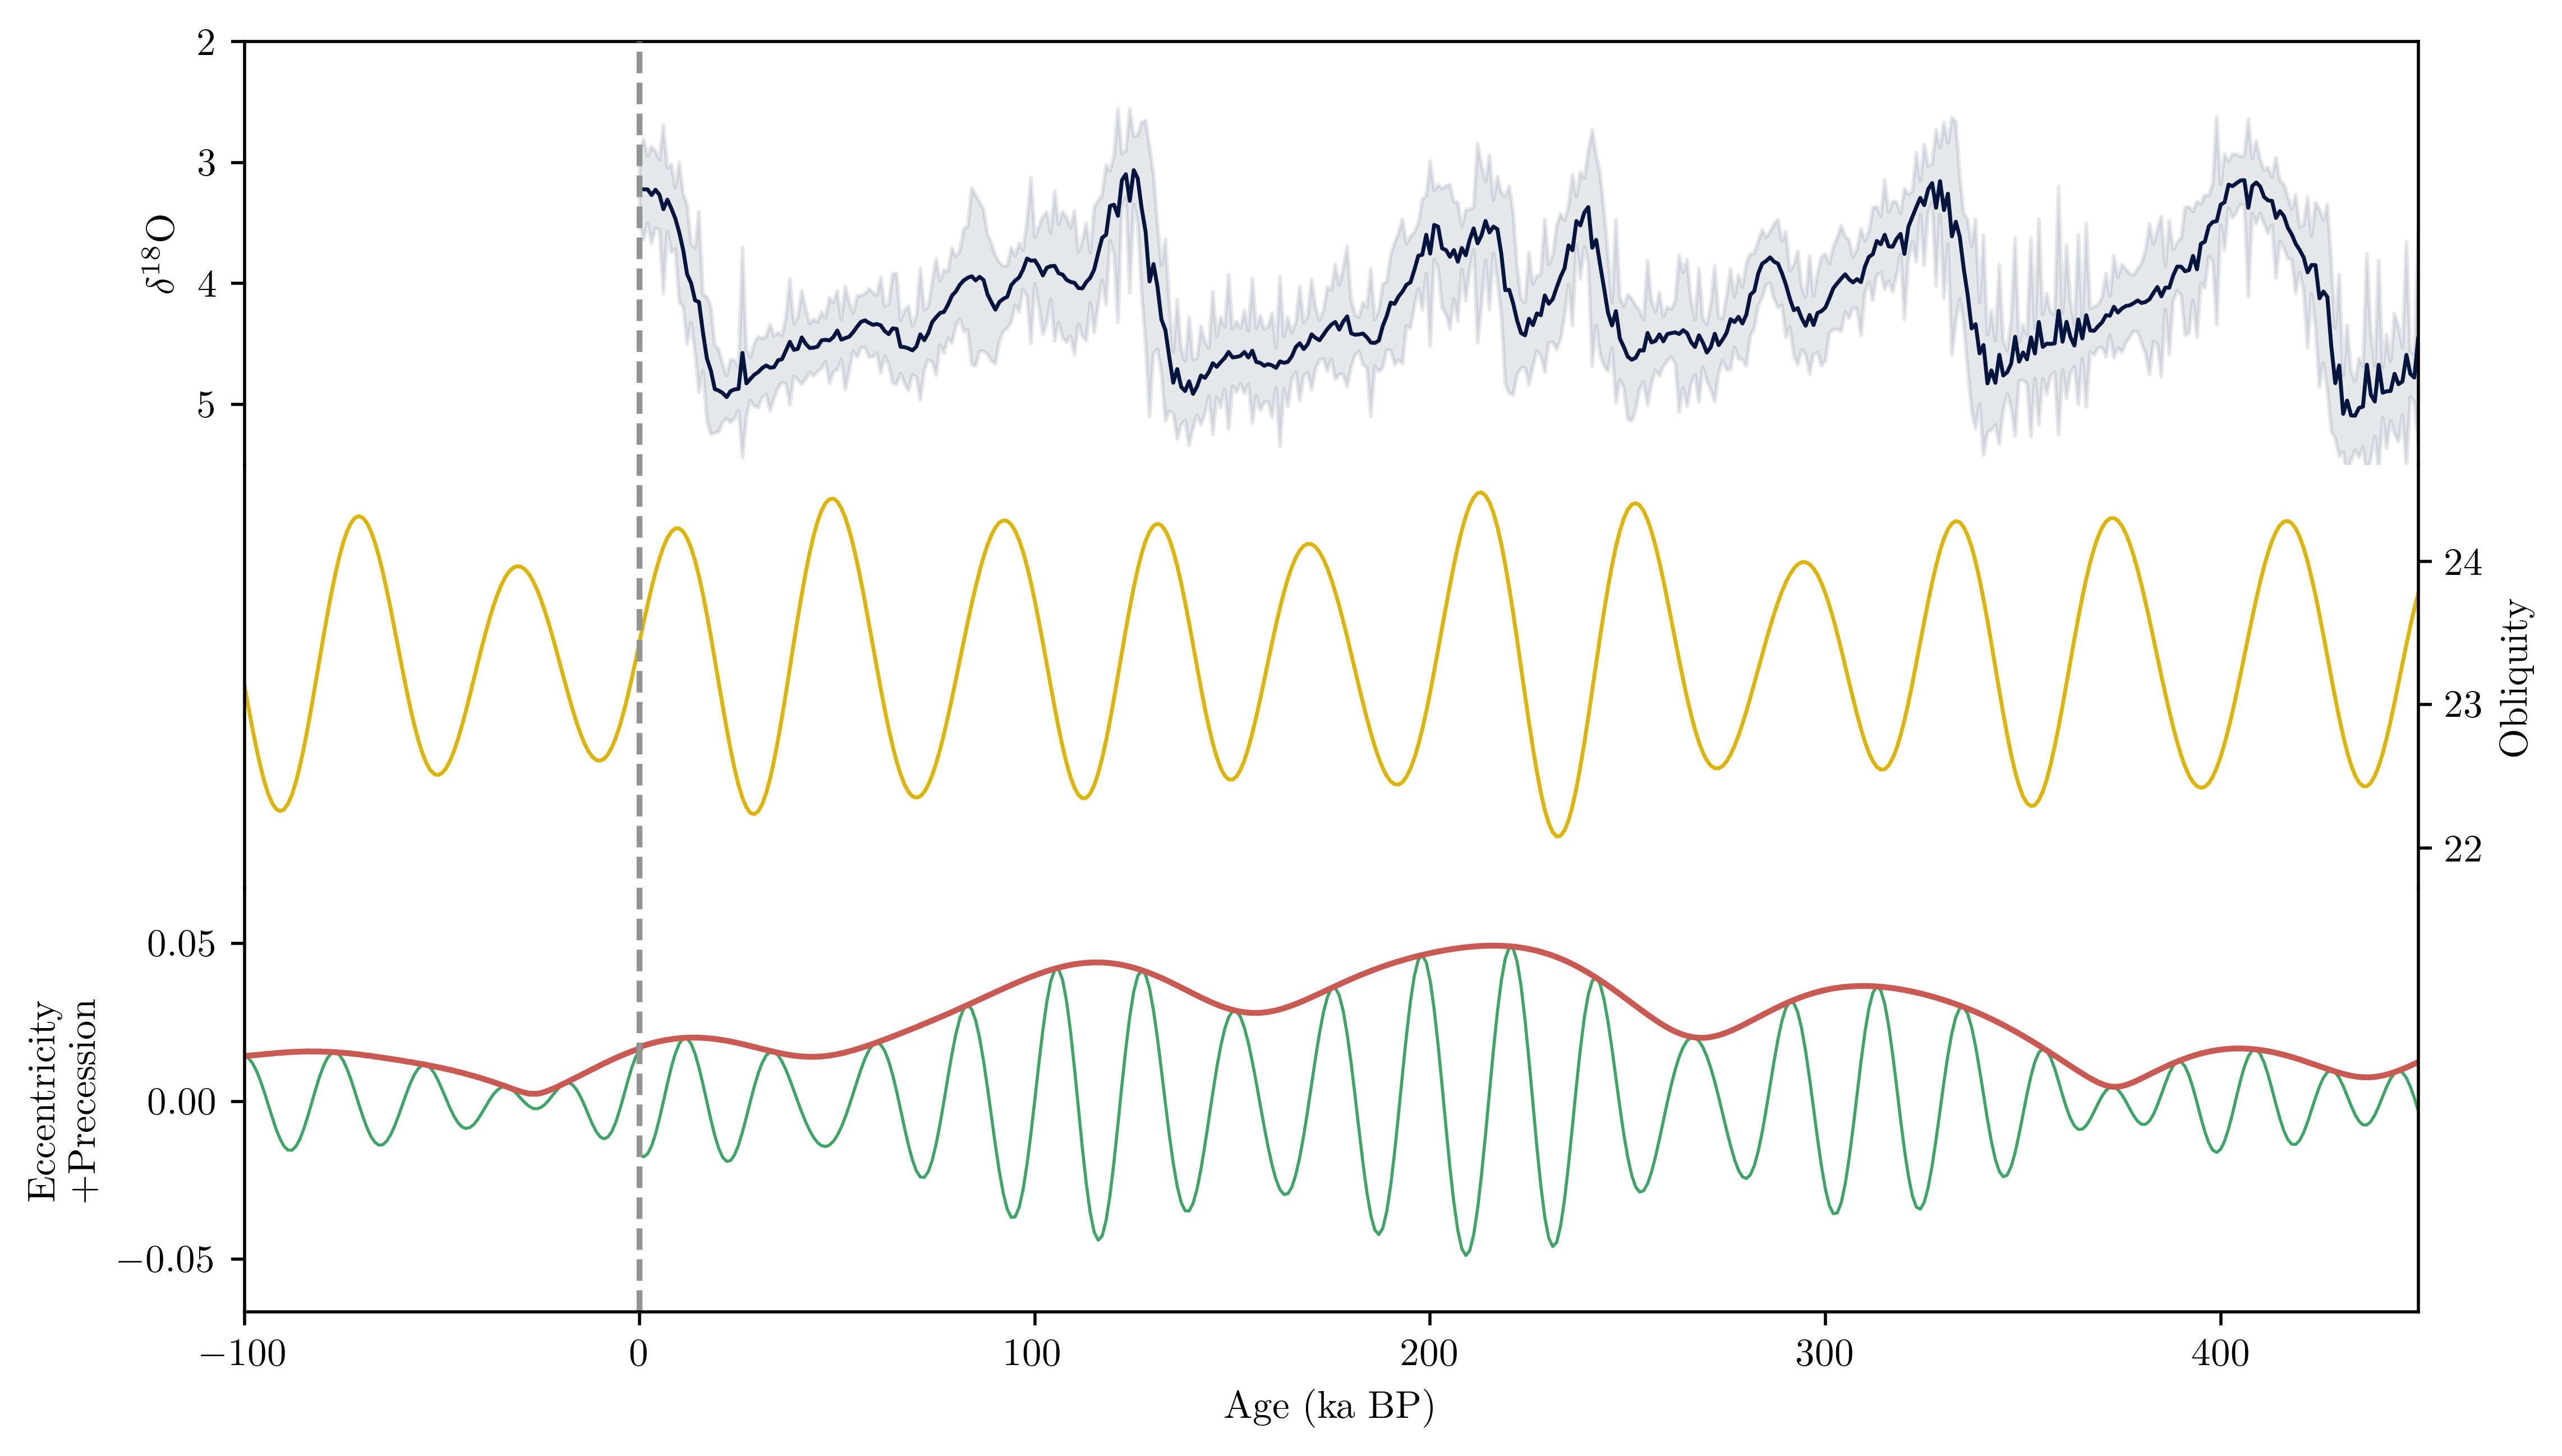 2
3
4
5
δ¹⁸O
24
23
22
Obliquity
0.05
0.00
−0.05
Eccentricity
+Precession
−100 0 100 200 300 400
Age (ka BP)